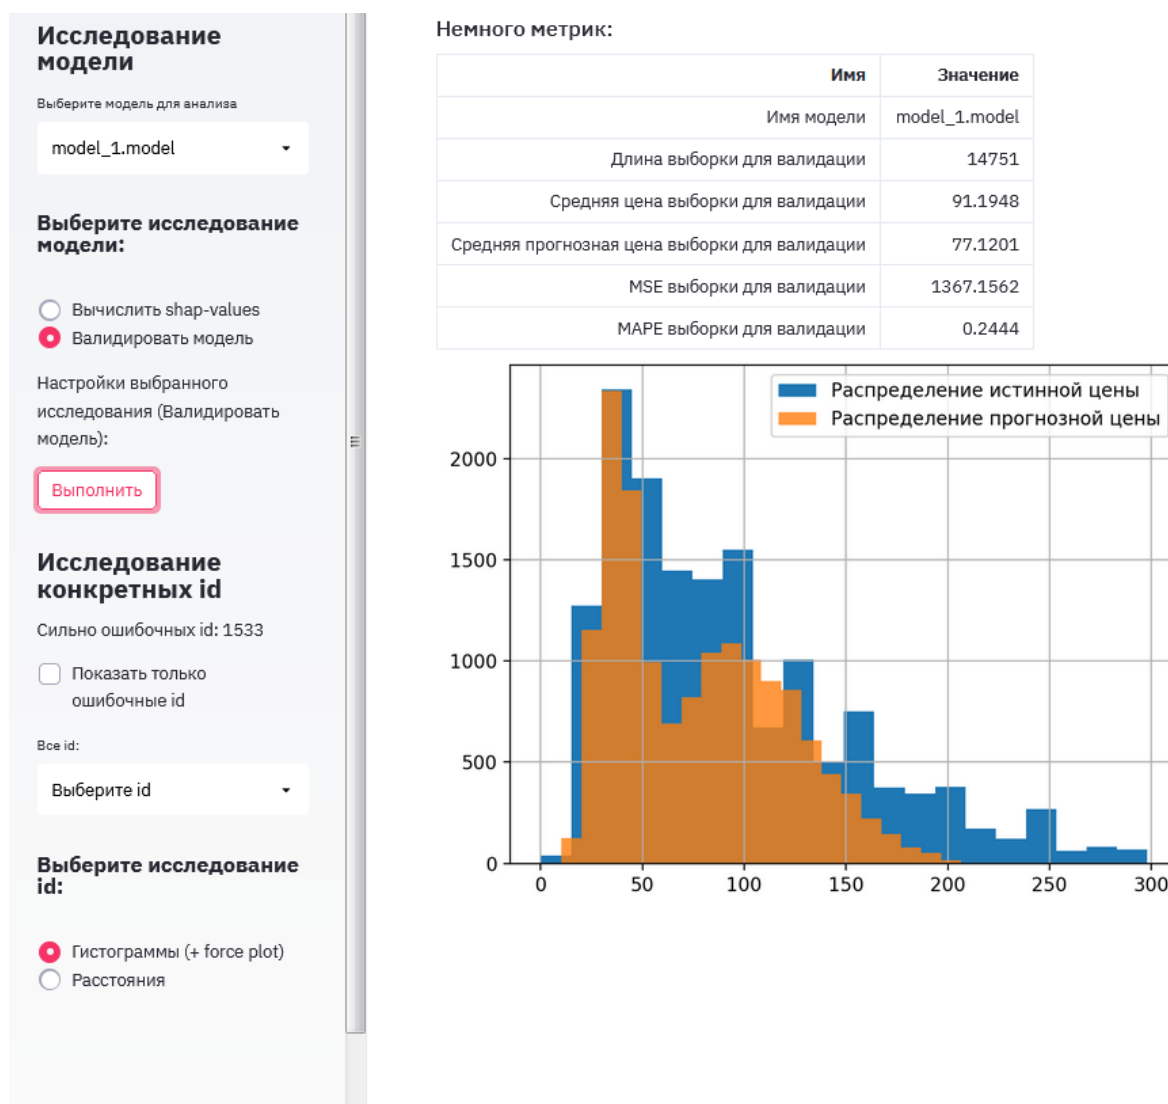 Исследование
модели
Выберите модель для анализа
model_1.model
Выберите исследование
модели:
Вычислить shap-values
Валидировать модель
Настройки выбранного
исследования (Валидировать
модель):
Выполнить
Исследование
конкретных id
Сильно ошибочных id: 1533
Показать только
ошибочные id
Все id:
Выберите id
Выберите исследование
id:
Гистограммы (+ force plot)
Расстояния
Немного метрик:
Имя Значение
Имя модели model_1.model
Длина выборки для валидации 14751
Средняя цена выборки для валидации 91.1948
Средняя прогнозная цена выборки для валидации 77.1201
MSE выборки для валидации 1367.1562
MAPE выборки для валидации 0.2444
Распределение истинной цены
Распределение прогнозной цены
2000
1500
1000
500
0
0 50 100 150 200 250 300